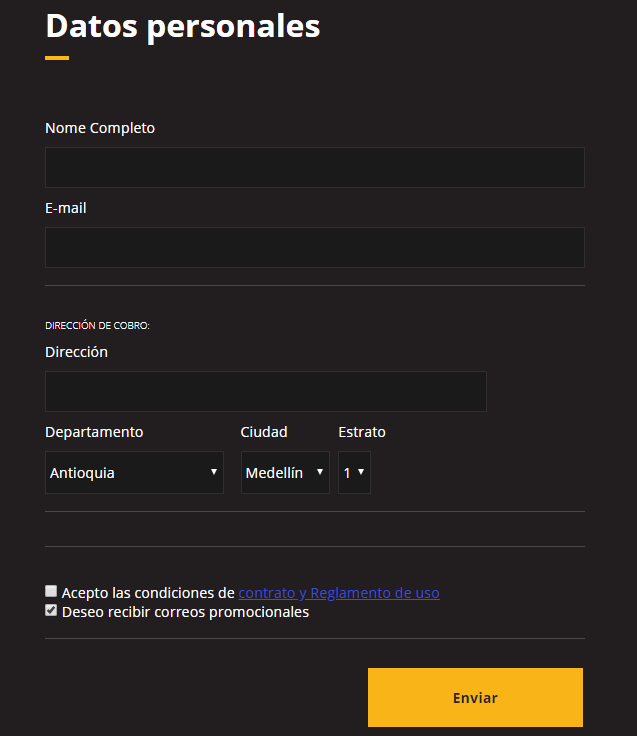 Datos personales
Nome Completo
E-mail
DIRECCIÓN DE COBRO:
Dirección
Departamento Ciudad Estrato
Antioquia Medellín 1
Acepto las condiciones de contrato y Reglamento de uso
Deseo recibir correos promocionales
Enviar